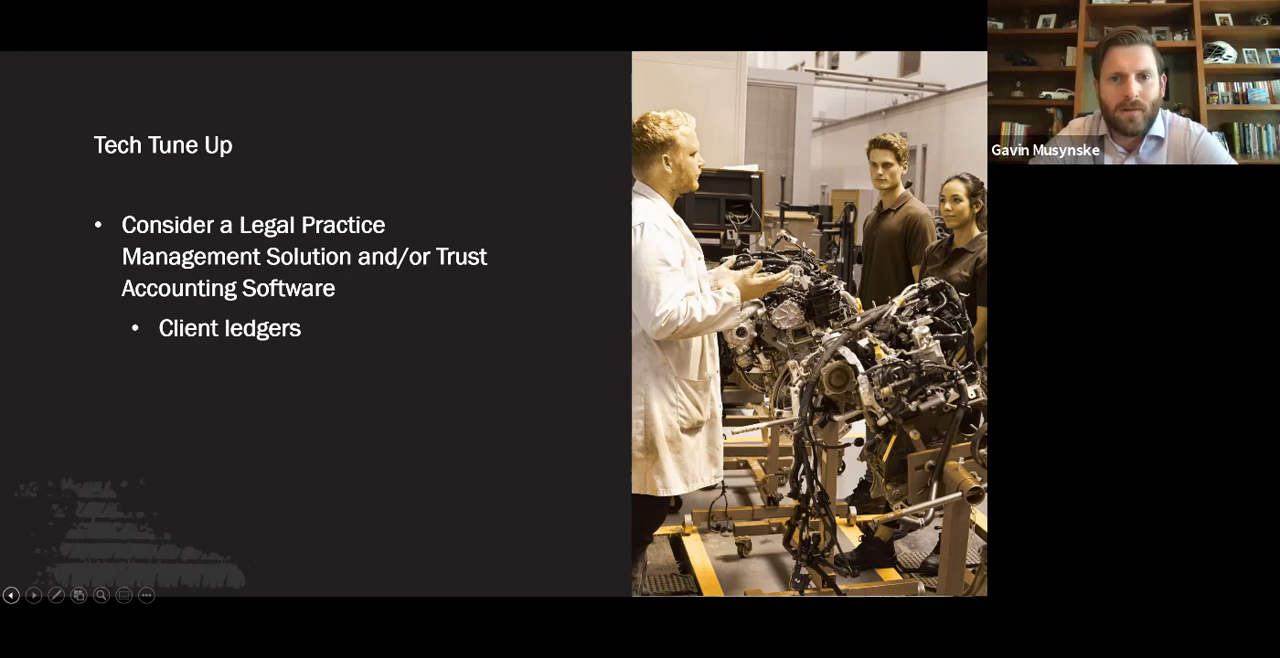 Tech Tune Up
• Consider a Legal Practice
Management Solution and/or Trust
Accounting Software
• Client ledgers
Gavin Musynske